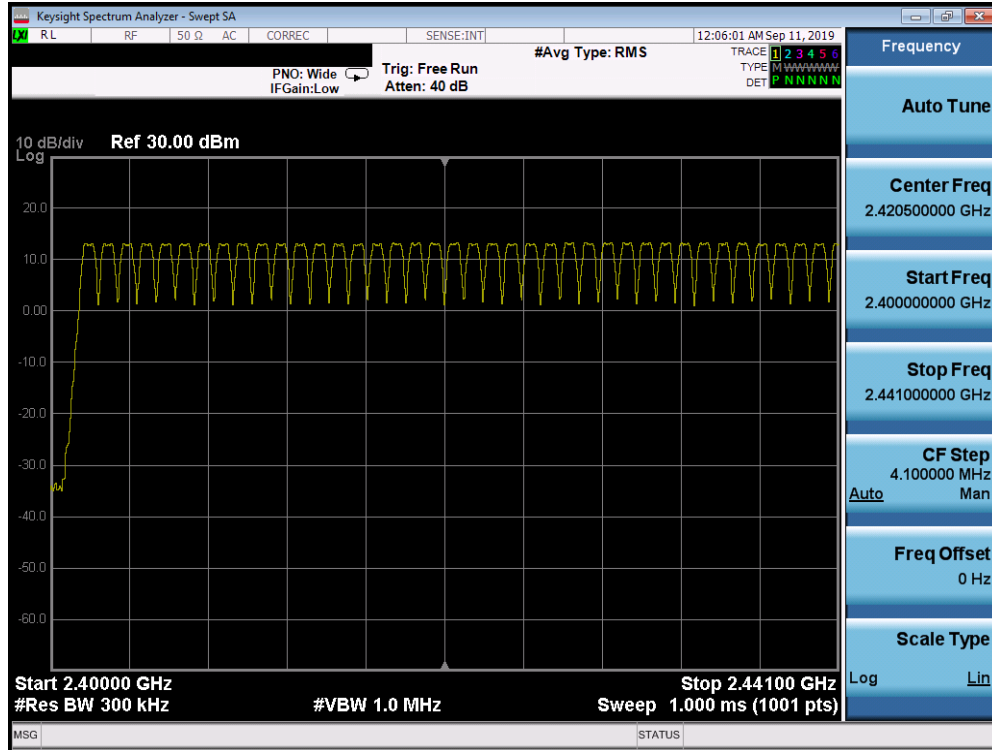 Keysight Spectrum Analyzer - Swept SA
LXI RL RF 50 Ω AC CORREC SENSE:INT 12:06:01 AM Sep 11, 2019
#Avg Type: RMS
TRACE 1 2 3 4 5 6
TYPE M WWWWW
DET P N N N N N
PNO: Wide
IFGain:Low
Trig: Free Run
Atten: 40 dB
10 dB/div
Log
Ref 30.00 dBm
20.0
10.0
0.00
-10.0
-20.0
-30.0
-40.0
-50.0
-60.0
Start 2.40000 GHz
Stop 2.44100 GHz
#Res BW 300 kHz
#VBW 1.0 MHz
Sweep 1.000 ms (1001 pts)
MSG
STATUS
Frequency
Auto Tune
Center Freq
2.420500000 GHz
Start Freq
2.400000000 GHz
Stop Freq
2.441000000 GHz
CF Step
4.100000 MHz
Auto Man
Freq Offset
0 Hz
Scale Type
Log Lin